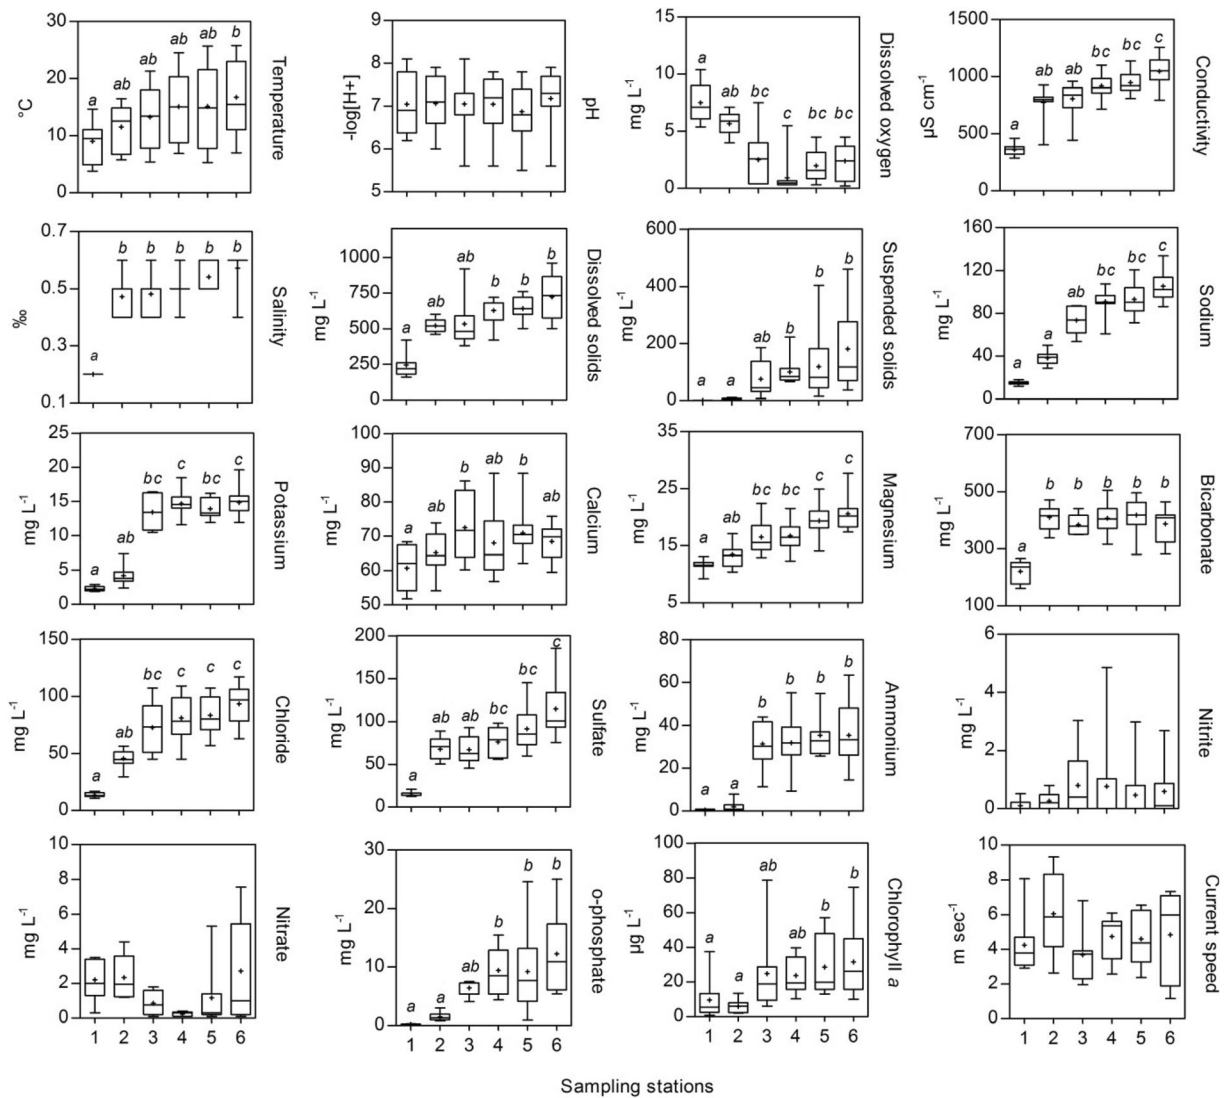 30
20
10
0
°C
a
ab
ab
ab
ab
b
Temperature
9
8
7
6
5
-log[H+]
pH
15
10
5
0
mg L-1
a
ab
bc
c
bc
bc
Dissolved oxygen
1500
1000
500
0
µS cm-1
a
ab
ab
bc
bc
c
Conductivity
0.7
0.5
0.3
0.1
‰
a
b
b
b
b
b
Salinity
1000
750
500
250
0
mg L-1
a
ab
ab
b
b
b
Dissolved solids
600
400
200
0
mg L-1
a
a
ab
b
b
b
Suspended solids
160
120
80
40
0
mg L-1
a
a
ab
bc
bc
c
Sodium
25
20
15
10
5
0
mg L-1
a
ab
bc
c
bc
c
Potassium
100
90
80
70
60
50
mg L-1
a
ab
b
ab
b
ab
Calcium
35
25
15
5
mg L-1
a
ab
bc
bc
c
c
Magnesium
700
500
300
100
mg L-1
a
b
b
b
b
b
Bicarbonate
150
100
50
0
mg L-1
a
ab
bc
c
c
c
Chloride
200
150
100
50
0
mg L-1
a
ab
ab
bc
bc
c
Sulfate
80
60
40
20
0
mg L-1
a
a
b
b
b
b
Ammonium
6
4
2
0
mg L-1
Nitrite
10
8
6
4
2
0
mg L-1
Nitrate
1 2 3 4 5 6
30
20
10
0
mg L-1
a
a
ab
b
b
b
o-phosphate
1 2 3 4 5 6
100
80
60
40
20
0
µg L-1
a
a
ab
ab
b
b
Chlorophyll a
1 2 3 4 5 6
10
8
6
4
2
0
m sec-1
Current speed
1 2 3 4 5 6
Sampling stations